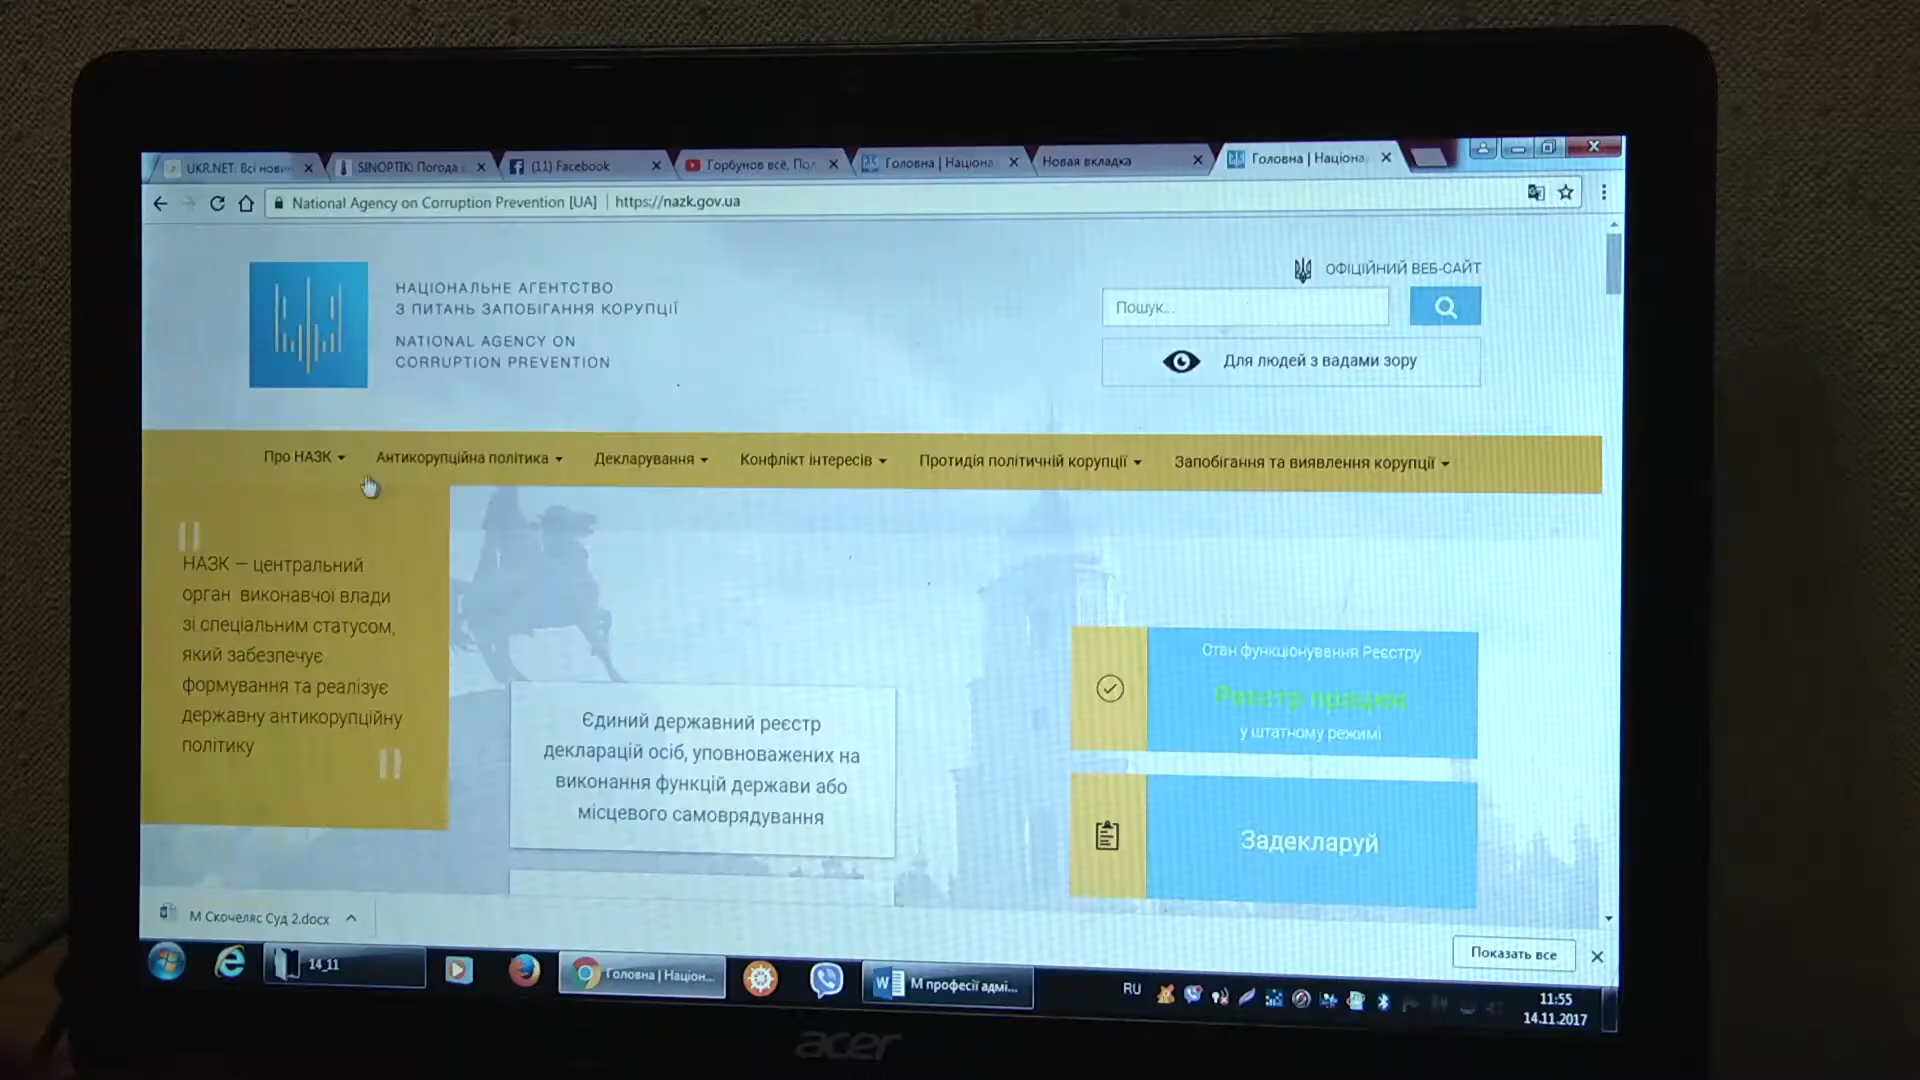 UKR.NET: Всі новин
SINOPTIK: Погода
(11) Facebook
Горбунов всё, Пол
Головна | Націона
Новая вкладка
Головна | Націона
National Agency on Corruption Prevention [UA] | https://nazk.gov.ua
НАЦІОНАЛЬНЕ АГЕНТСТВО
З ПИТАНЬ ЗАПОБІГАННЯ КОРУПЦІЇ
NATIONAL AGENCY ON
CORRUPTION PREVENTION
ОФІЦІЙНИЙ ВЕБ-САЙТ
Пошук...
Для людей з вадами зору
Про НАЗК
Антикорупційна політика
Декларування
Конфлікт інтересів
Протидія політичній корупції
Запобігання та виявлення корупції
НАЗК — центральний
орган виконавчої влади
зі спеціальним статусом,
який забезпечує
формування та реалізує
державну антикорупційну
політику
Єдиний державний реєстр
декларацій осіб, уповноважених на
виконання функцій держави або
місцевого самоврядування
Стан функціонування Реєстру
Реєстр працює
у штатному режимі
Задекларуй
М Скочеляс Суд 2.docx
Показать все
14_11
Головна | Націон...
М професії адмі...
RU
11:55
14.11.2017
acer